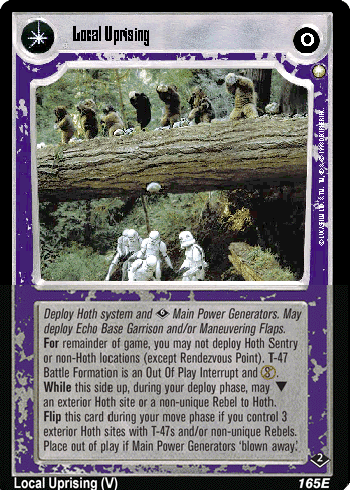 Local Uprising
O
Deploy Hoth system and Main Power Generators. May
deploy Echo Base Garrison and/or Maneuvering Flaps.
For remainder of game, you may not deploy Hoth Sentry
or non-Hoth locations (except Rendezvous Point). T-47
Battle Formation is an Out Of Play Interrupt and S.
While this side up, during your deploy phase, may ▼
an exterior Hoth site or a non-unique Rebel to Hoth.
Flip this card during your move phase if you control 3
exterior Hoth sites with T-47s and/or non-unique Rebels.
Place out of play if Main Power Generators 'blown away.'
2
Local Uprising (V)
165E